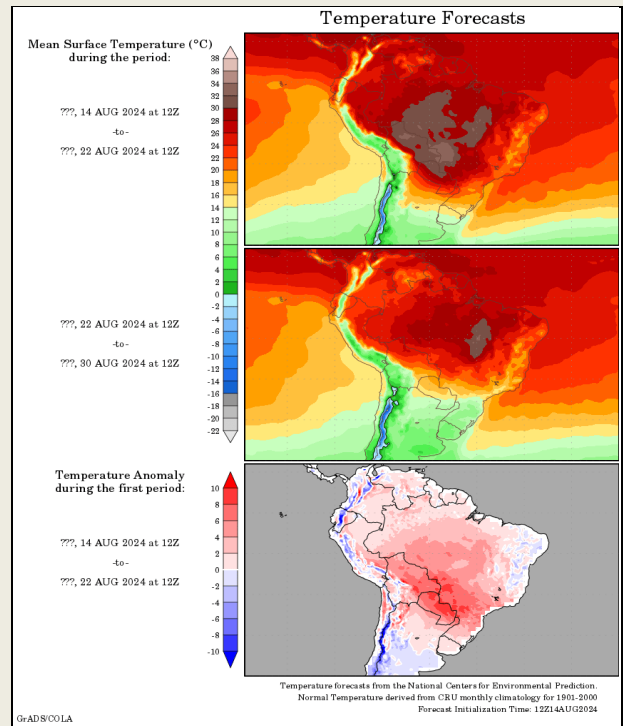 Temperature Forecasts
Mean Surface Temperature (°C)
during the period:
???, 14 AUG 2024 at 12Z
-to-
???, 22 AUG 2024 at 12Z
38
36
34
32
30
28
26
24
22
20
18
16
14
12
10
8
6
4
2
0
-2
-4
-6
-8
-10
-12
-14
-16
-18
-20
-22
???, 22 AUG 2024 at 12Z
-to-
???, 30 AUG 2024 at 12Z
Temperature Anomaly
during the first period:
???, 14 AUG 2024 at 12Z
-to-
???, 22 AUG 2024 at 12Z
10
8
6
4
2
0
-2
-4
-6
-8
-10
Temperature forecasts from the National Centers for Environmental Prediction.
Normal Temperature derived from CRU monthly climatology for 1901-2000
Forecast Initialization Time: 12Z14AUG2024
GrADS/COLA